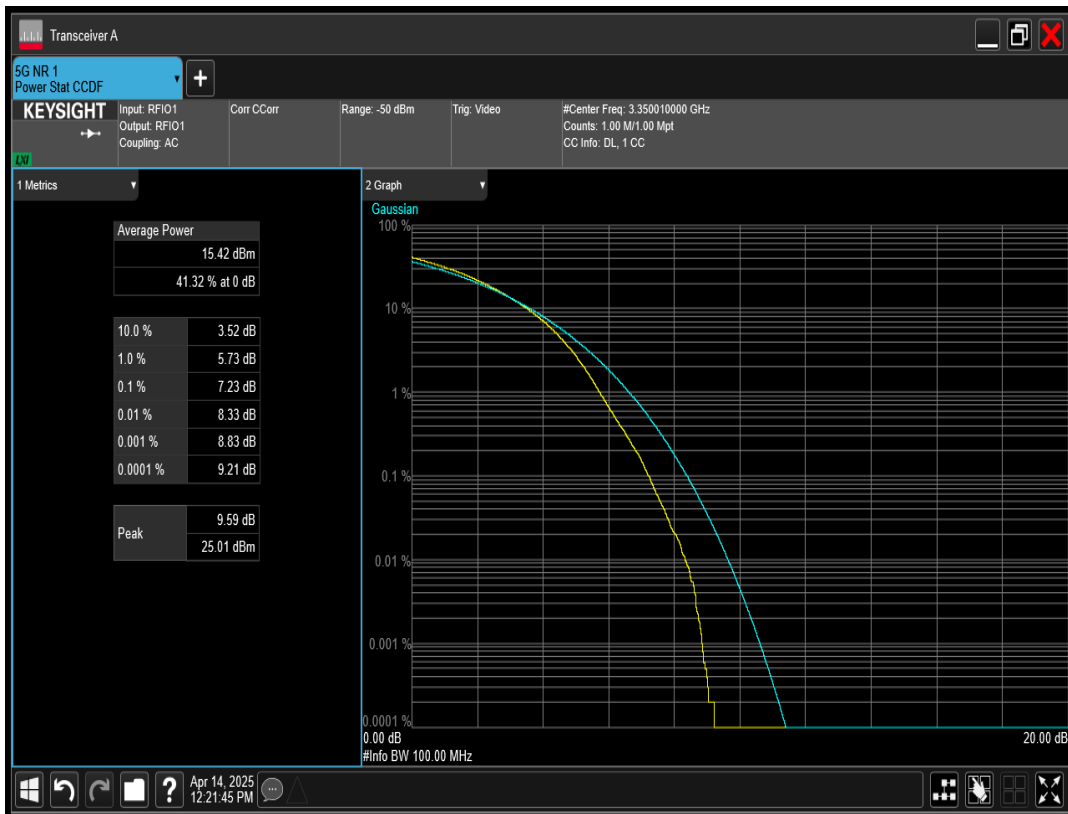 Transceiver A
5G NR 1
Power Stat CCDF
+
KEYSIGHT
LXI
Input: RFIO1
Output: RFIO1
Coupling: AC
Corr CCorr
Range: -50 dBm
Trig: Video
#Center Freq: 3.350010000 GHz
Counts: 1.00 M/1.00 Mpt
CC Info: DL, 1 CC
1 Metrics
Average Power
15.42 dBm
41.32 % at 0 dB
10.0 % 3.52 dB
1.0 % 5.73 dB
0.1 % 7.23 dB
0.01 % 8.33 dB
0.001 % 8.83 dB
0.0001 % 9.21 dB
Peak 9.59 dB
25.01 dBm
2 Graph
Gaussian
100 %
10 %
1 %
0.1 %
0.01 %
0.001 %
0.0001 %
0.00 dB 20.00 dB
#Info BW 100.00 MHz
?
Apr 14, 2025
12:21:45 PM